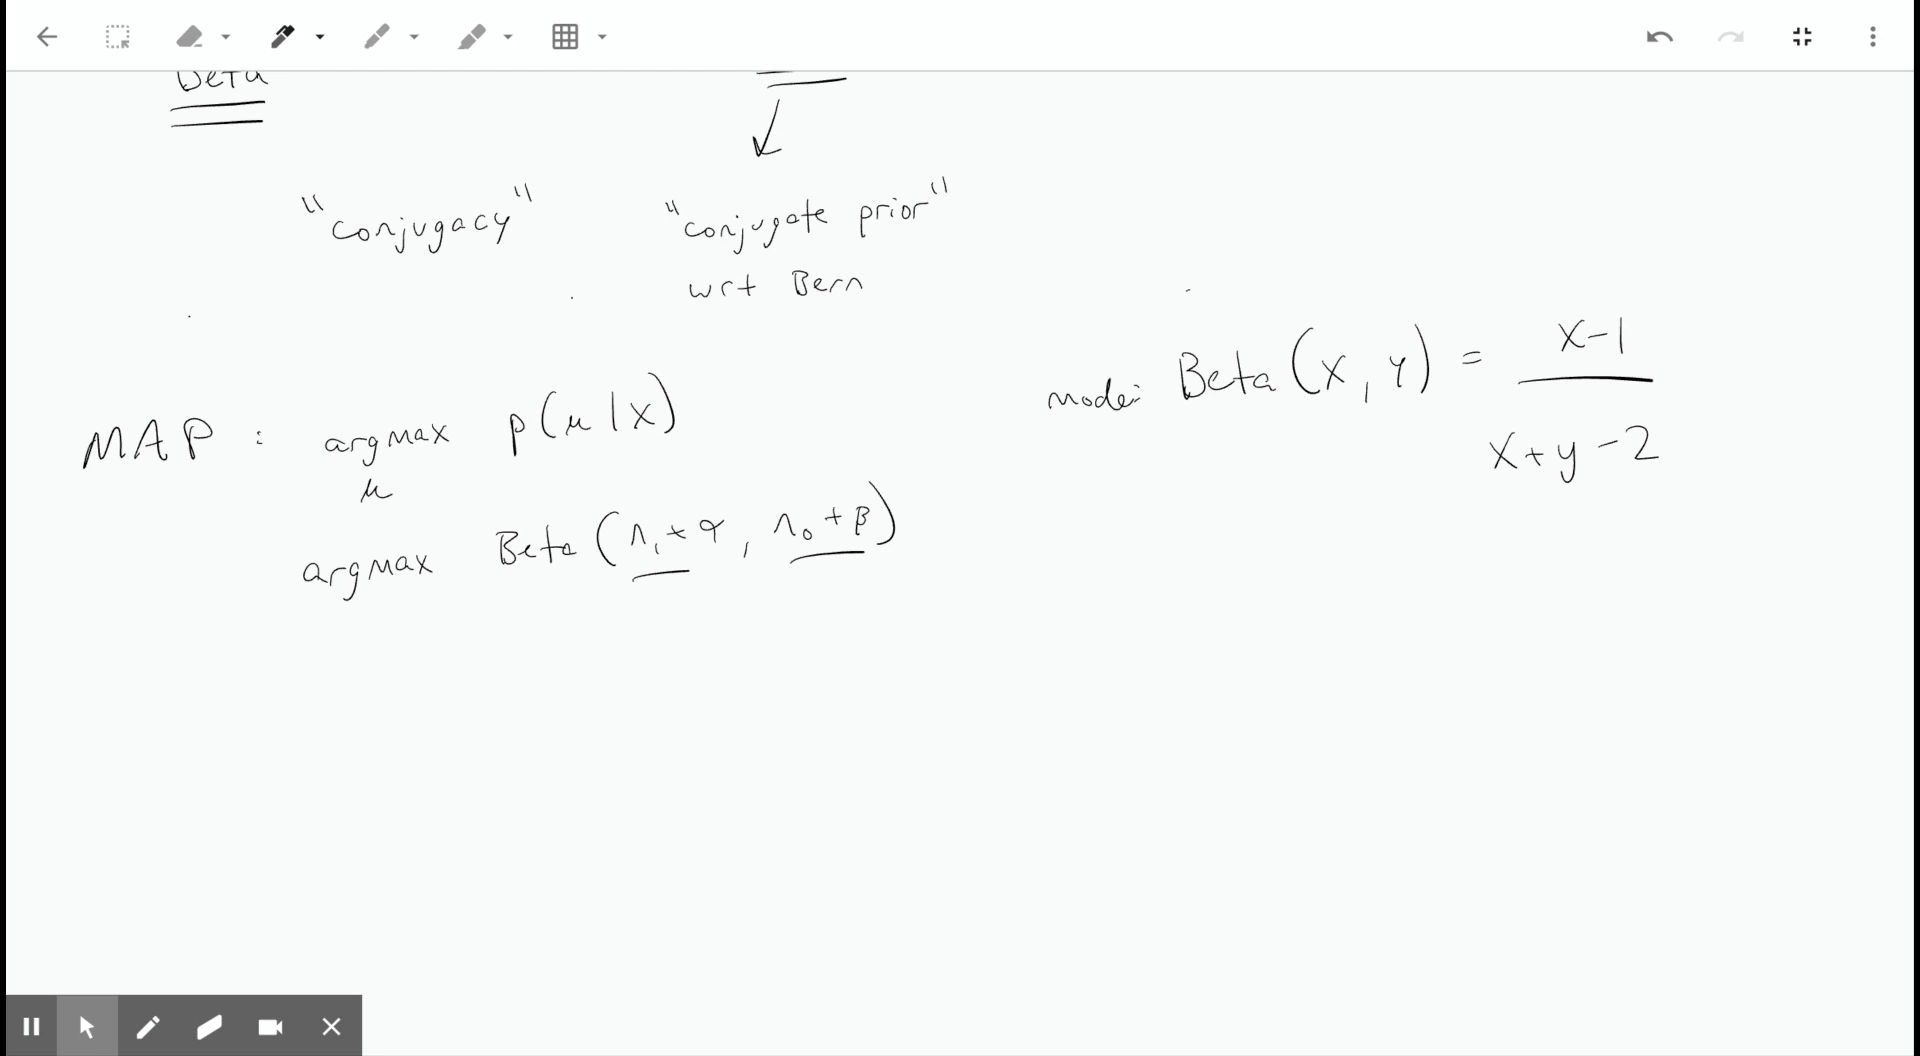 Beta
"conjugacy" "conjugate prior"
wrt Bern
MAP : argmax p(μ|x)
μ
argmax Beta(n₁+α, n₀+β)
mode: Beta(x, y) = x-1
x+y-2